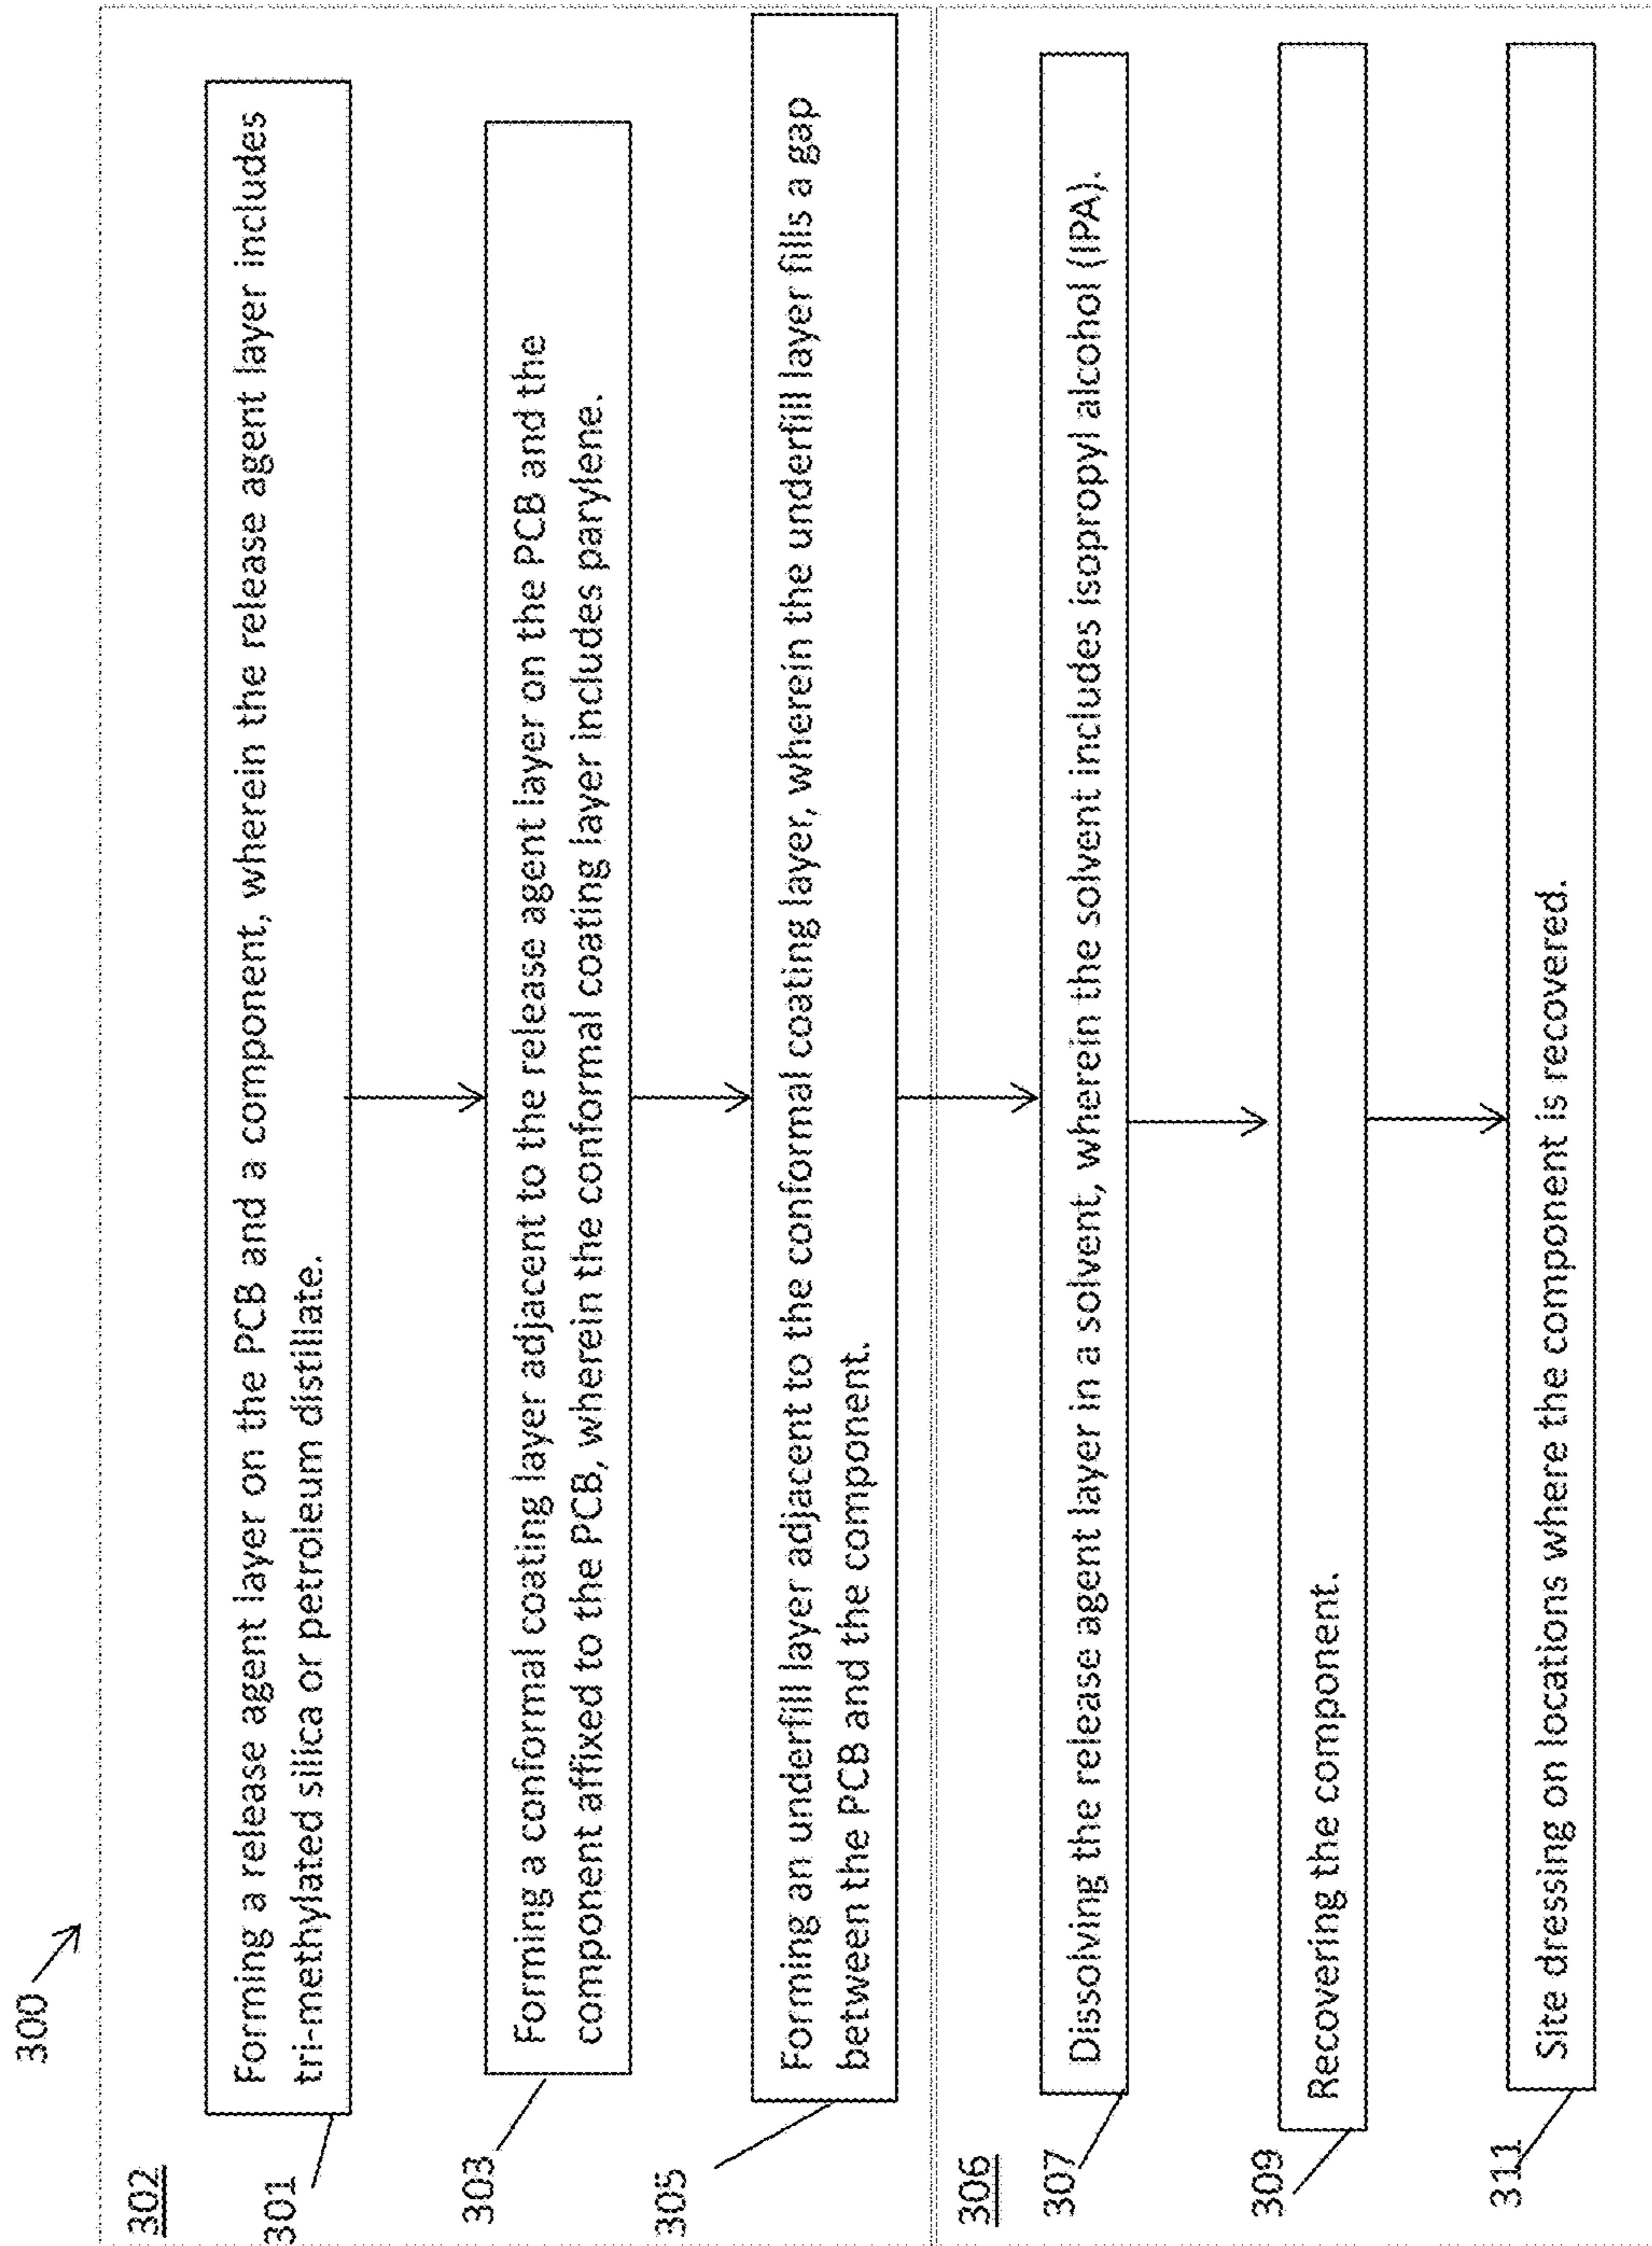 300
302
301
Forming a release agent layer on the PCB and a component, wherein the release agent layer includes
tri-methylated silica or petroleum distillate.
303
Forming a conformal coating layer adjacent to the release agent layer on the PCB and the
component affixed to the PCB, wherein the conformal coating layer includes parylene.
305
Forming an underfill layer adjacent to the conformal coating layer, wherein the underfill layer fills a gap
between the PCB and the component.
306
307
Dissolving the release agent layer in a solvent, wherein the solvent includes isopropyl alcohol (IPA).
309
Recovering the component.
311
Site dressing on locations where the component is recovered.